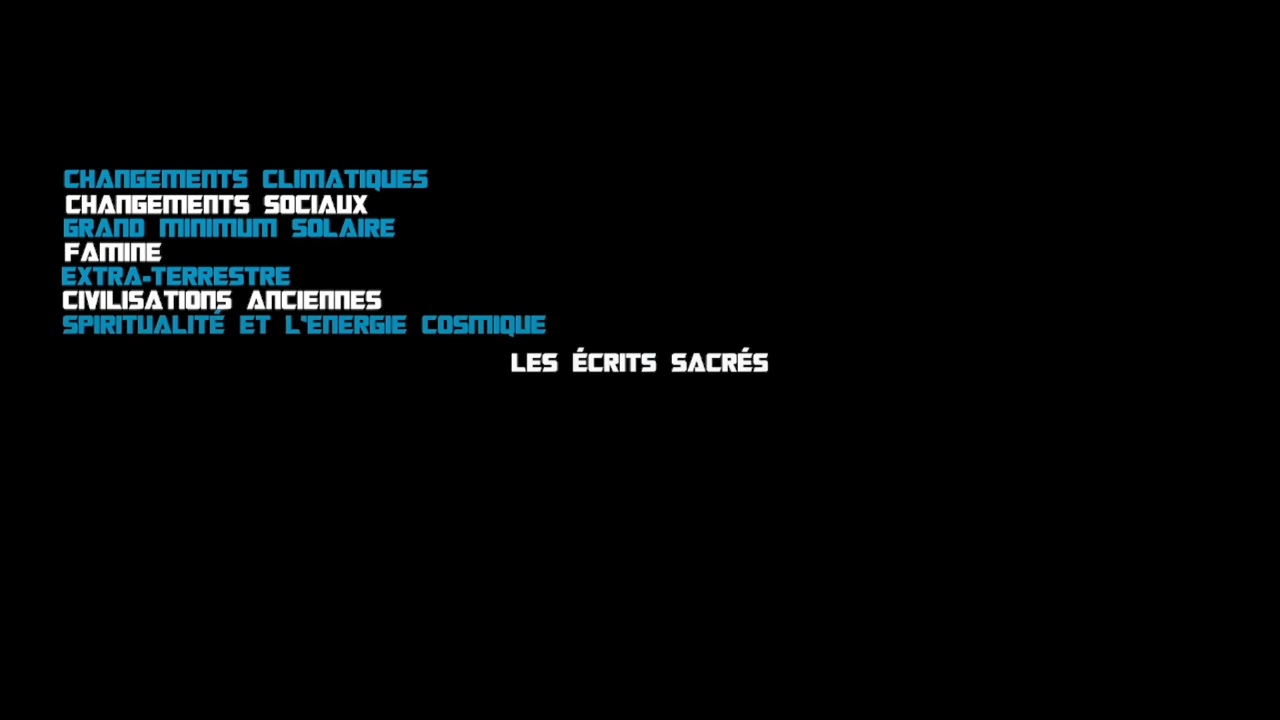 CHANGEMENTS CLIMATIQUES
CHANGEMENTS SOCIAUX
GRAND MINIMUM SOLAIRE
FAMINE
EXTRA-TERRESTRE
CIVILISATIONS ANCIENNES
SPIRITUALITÉ ET L'ENERGIE COSMIQUE
LES ÉCRITS SACRÉS